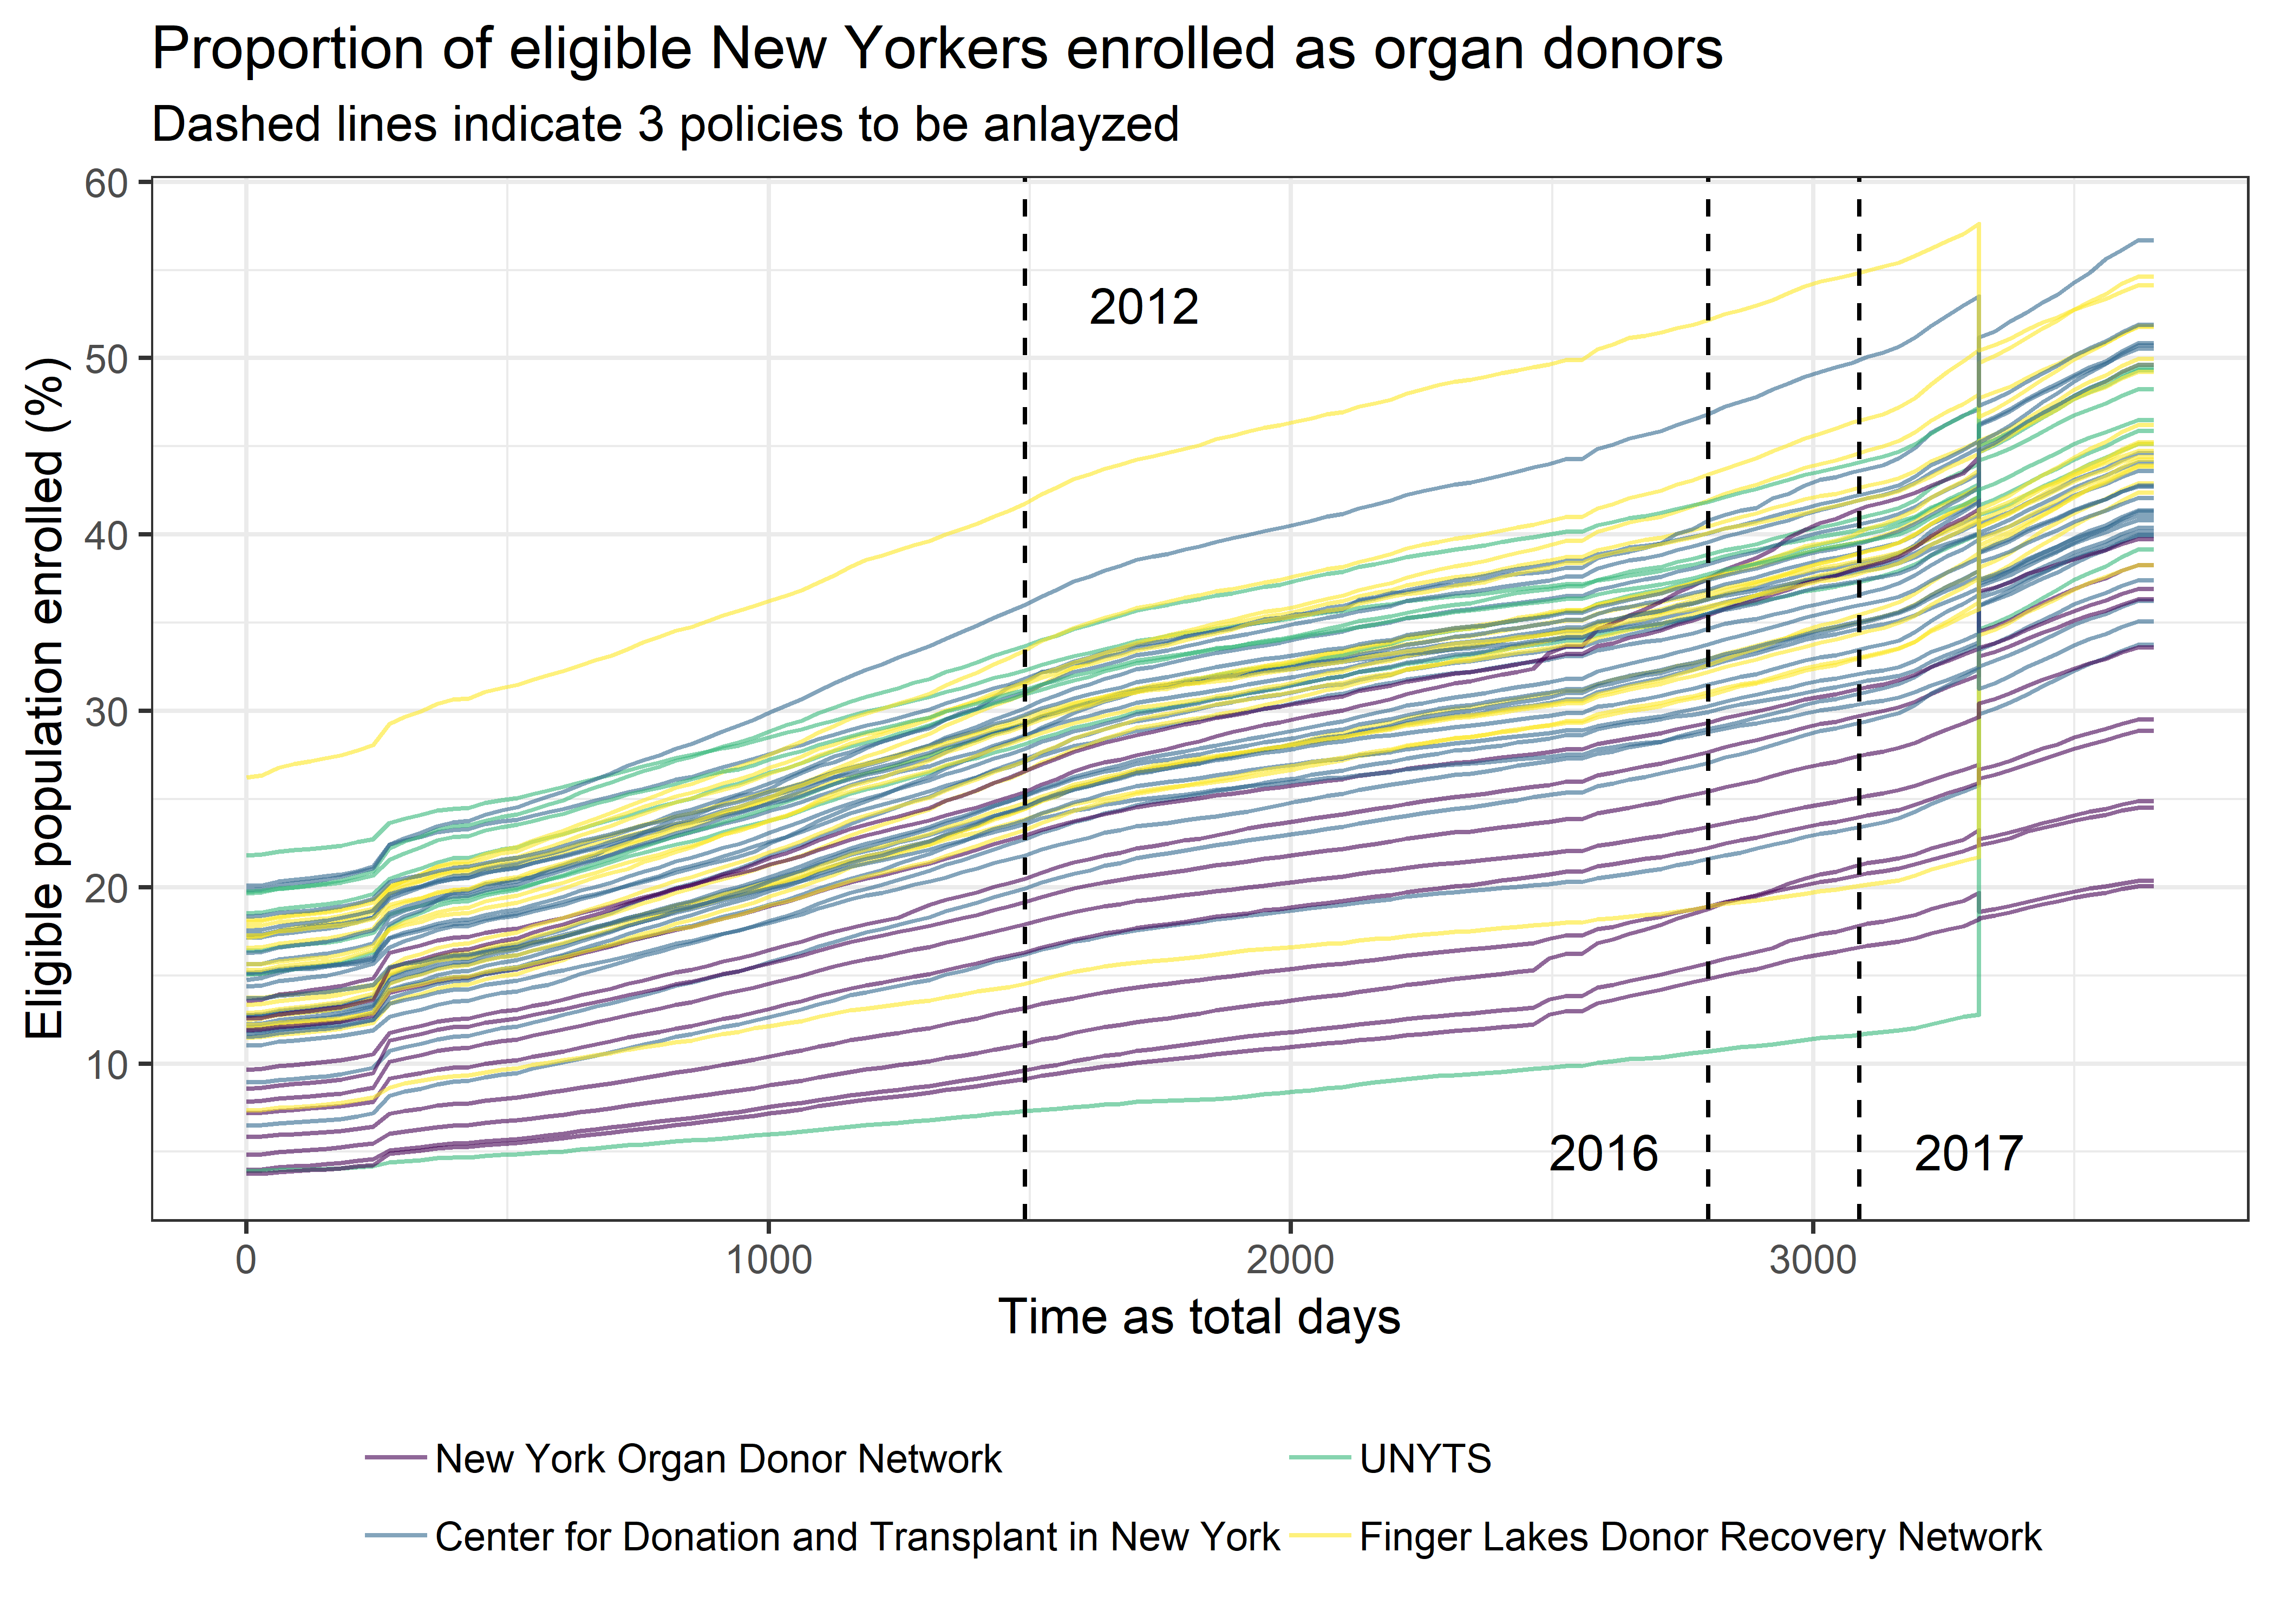 Proportion of eligible New Yorkers enrolled as organ donors
Dashed lines indicate 3 policies to be anlayzed
Eligible population enrolled (%)
60
50
40
30
20
10
2012
2016
2017
0
1000
2000
3000
Time as total days
New York Organ Donor Network
UNYTS
Center for Donation and Transplant in New York
Finger Lakes Donor Recovery Network